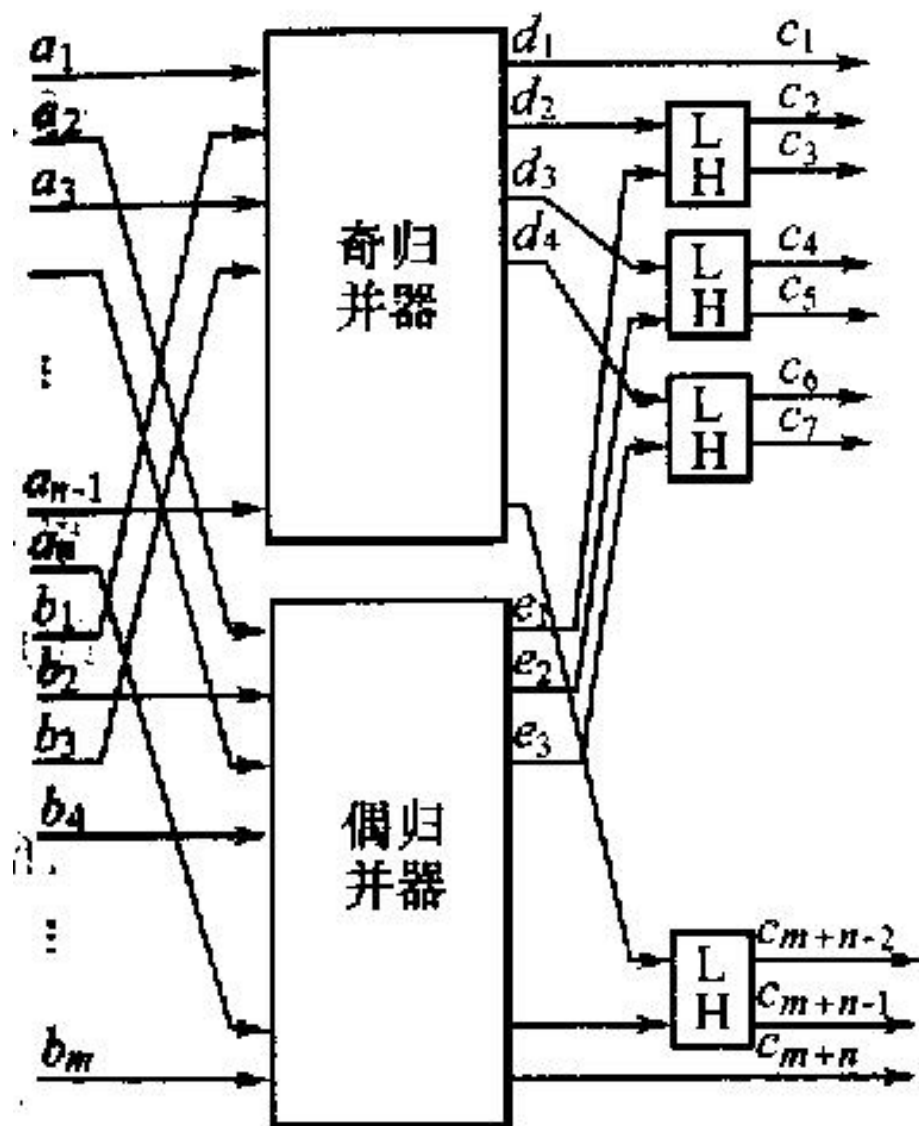 a1
a2
a3
⋮
an-1
an
b1
b2
b3
b4
⋮
bm
奇归
并器
偶归
并器
d1
d2
d3
d4
e1
e2
e3
L
H
L
H
L
H
L
H
c1
c2
c3
c4
c5
c6
c7
cm+n-2
cm+n-1
cm+n